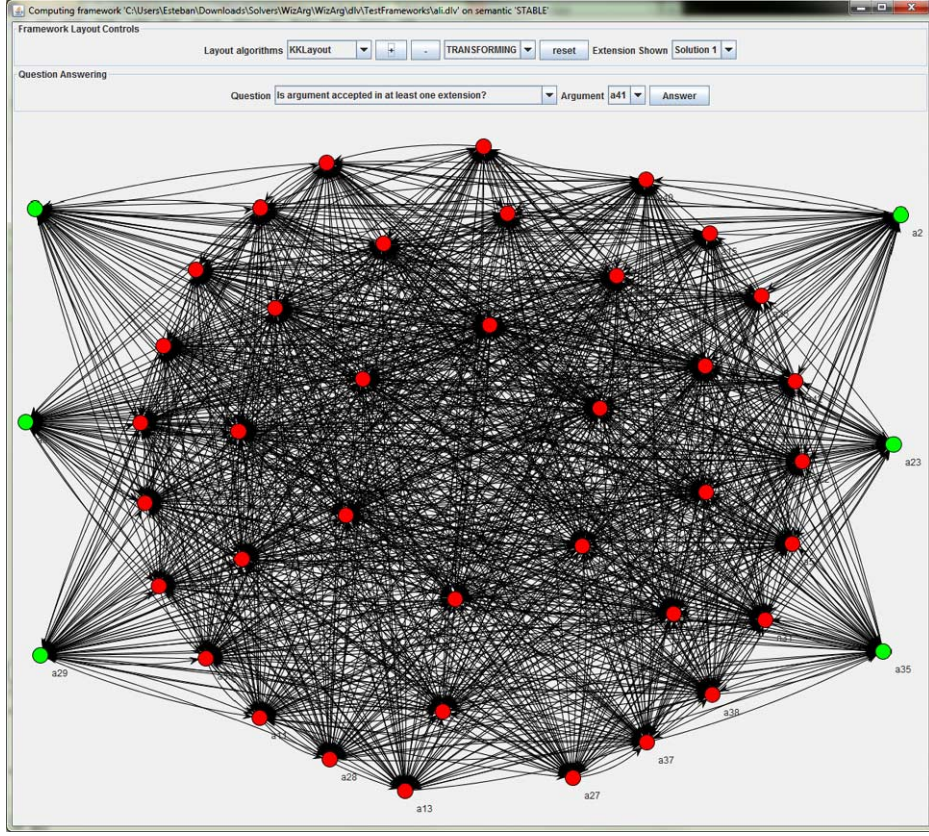 Computing framework 'C:\Users\Esteban\Downloads\Solvers\WizArg\WizArg\dlv\TestFrameworks\ali.dlv' on semantic 'STABLE'
Framework Layout Controls
Layout algorithms KKLayout + - TRANSFORMING reset Extension Shown Solution 1
Question Answering
Question Is argument accepted in at least one extension? Argument a41 Answer
a2
a23
a29
a35
a38
a11
a37
a28
a27
a13